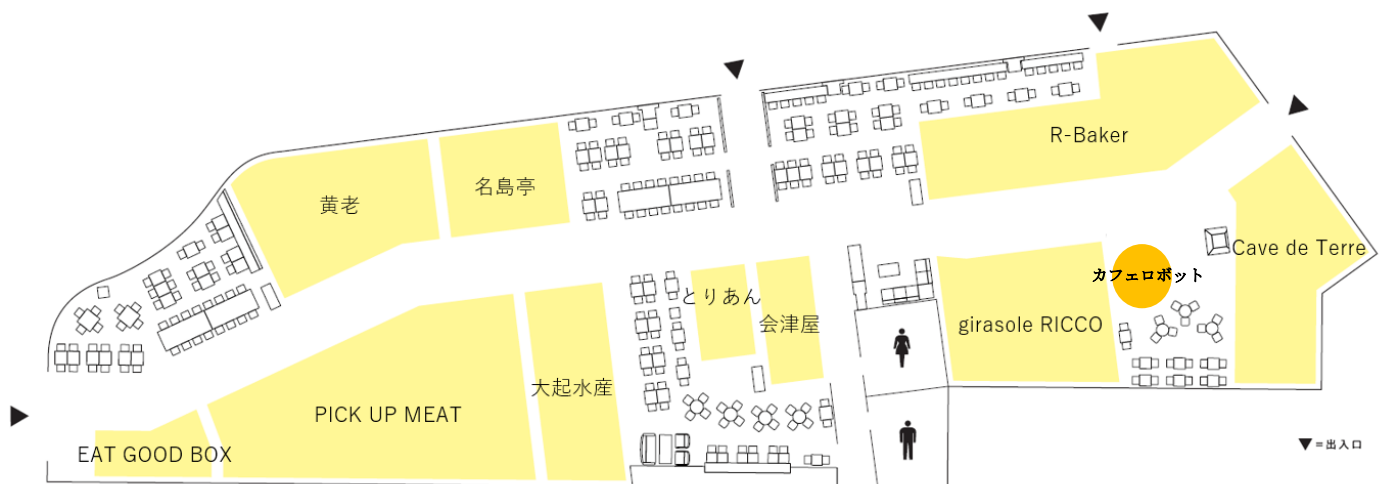 R-Baker
名島亭
黄老
Cave de Terre
カフェロボット
とりあん
会津屋
girasole RICCO
大起水産
PICK UP MEAT
EAT GOOD BOX
▼=出入口